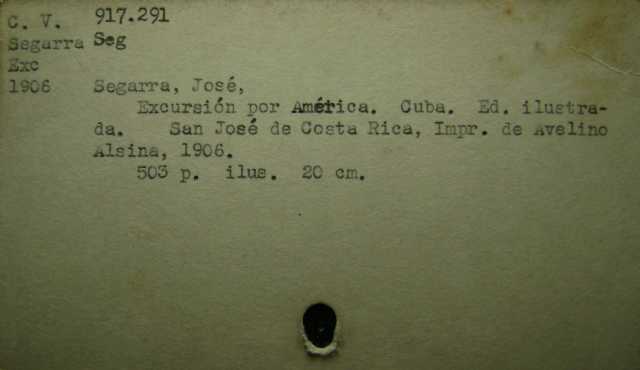 C. V. 917.291
Segarra Seg
Exc
1906 Segarra, José,
Excursión por América. Cuba. Ed. ilustra-
da. San José de Costa Rica, Impr. de Avelino
Alsina, 1906.
503 p. ilus. 20 cm.